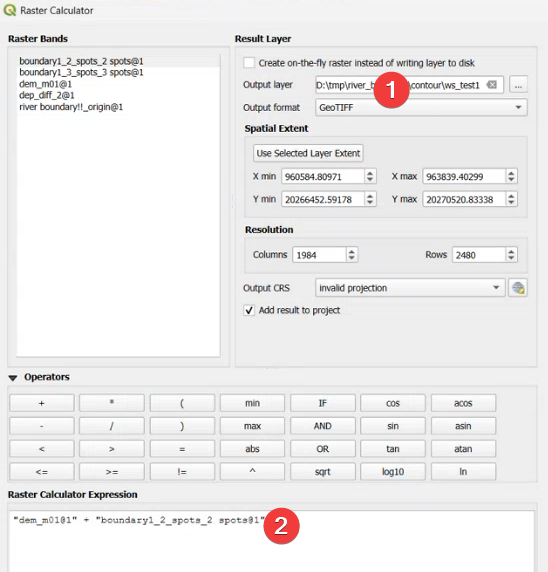 Raster Calculator
Raster Bands
boundary1_2_spots_2 spots@1
boundary1_3_spots_3 spots@1
dem_m01@1
dep_diff_2@1
river boundary!!_origin@1
Result Layer
Create on-the-fly raster instead of writing layer to disk
Output layer D:\tmp\river_b 1 \contour\ws_test1 ...
Output format GeoTIFF
Spatial Extent
Use Selected Layer Extent
X min 960584.80971 X max 963839.40299
Y min 20266452.59178 Y max 20270520.83338
Resolution
Columns 1984 Rows 2480
Output CRS invalid projection
Add result to project
Operators
+ * ( min IF cos acos
- / ) max AND sin asin
< > = abs OR tan atan
<= >= != ^ sqrt log10 ln
Raster Calculator Expression
"dem_m01@1" + "boundary1_2_spots_2 spots@1" 2